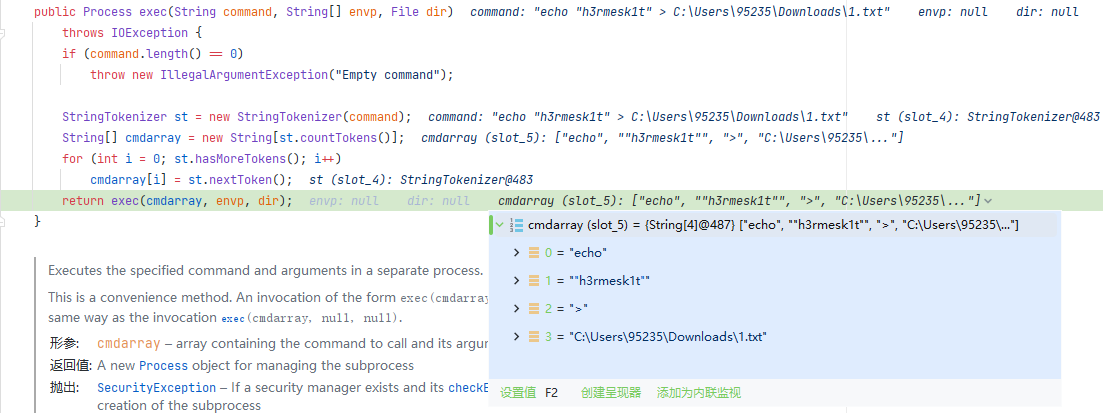 public Process exec(String command, String[] envp, File dir)  command: "echo "h3rmesk1t" > C:\Users\95235\Downloads\1.txt"    envp: null    dir: null
    throws IOException {
    if (command.length() == 0)
        throw new IllegalArgumentException("Empty command");
    StringTokenizer st = new StringTokenizer(command);  command: "echo "h3rmesk1t" > C:\Users\95235\Downloads\1.txt"    st (slot_4): StringTokenizer@483
    String[] cmdarray = new String[st.countTokens()];  cmdarray (slot_5): ["echo", ""h3rmesk1t"", ">", "C:\Users\95235\..."]
    for (int i = 0; st.hasMoreTokens(); i++)
        cmdarray[i] = st.nextToken();  st (slot_4): StringTokenizer@483
    return exec(cmdarray, envp, dir);  envp: null    dir: null    cmdarray (slot_5): ["echo", ""h3rmesk1t"", ">", "C:\Users\95235\..."]
}
cmdarray (slot_5) = {String[4]@487} ["echo", ""h3rmesk1t"", ">", "C:\Users\95235\..."]
0 = "echo"
1 = ""h3rmesk1t""
2 = ">"
3 = "C:\Users\95235\Downloads\1.txt"
设置值 F2 创建呈现器 添加为内联监视
Executes the specified command and arguments in a separate process.
This is a convenience method. An invocation of the form exec(cmdarray
same way as the invocation exec(cmdarray, null, null).
形参: cmdarray – array containing the command to call and its argum
返回值: A new Process object for managing the subprocess
抛出: SecurityException – If a security manager exists and its checkE
creation of the subprocess